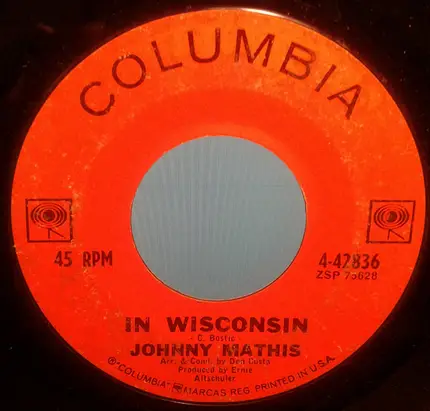 COLUMBIA
45 RPM
4-42836
ZSP 75628
IN WISCONSIN
C. Bostic
JOHNNY MATHIS
Arr. & Cond. by Don Costa
Produced by Ernie
Altschuler
® "COLUMBIA" MARCAS REG. PRINTED IN U.S.A.